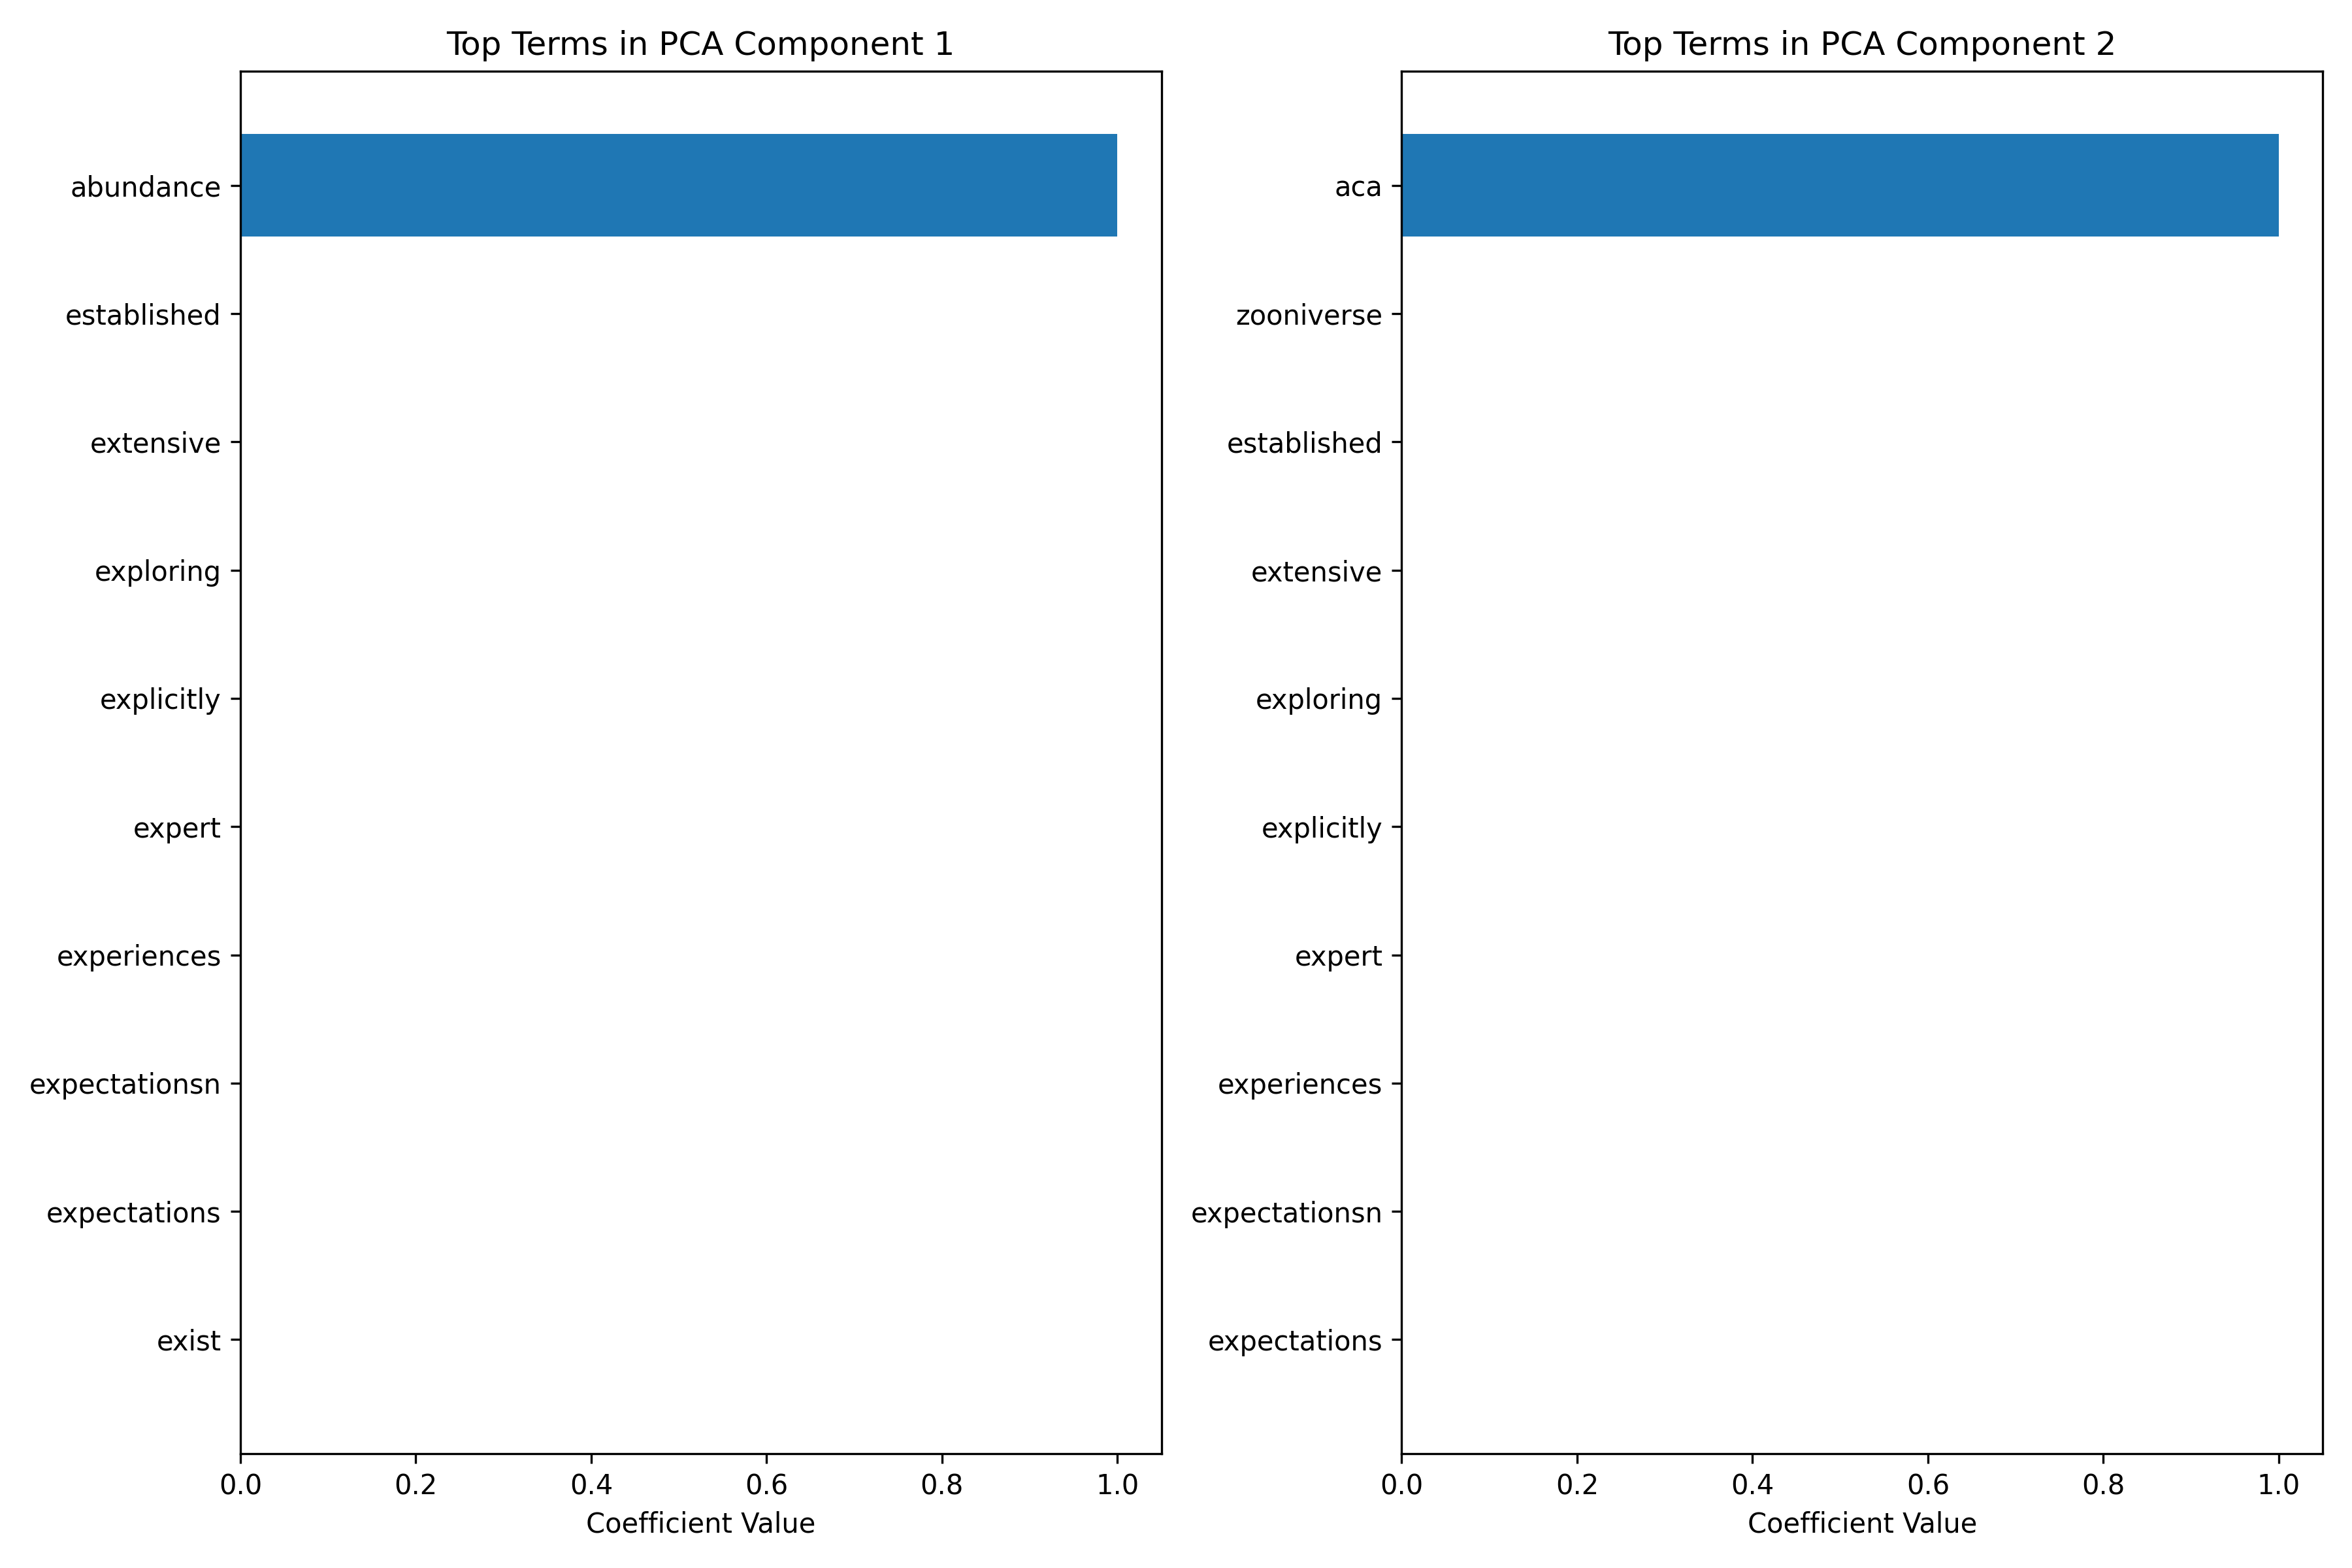 Top Terms in PCA Component 1
abundance
established
extensive
exploring
explicitly
expert
experiences
expectationsn
expectations
exist
0.0 0.2 0.4 0.6 0.8 1.0
Coefficient Value
Top Terms in PCA Component 2
aca
zooniverse
established
extensive
exploring
explicitly
expert
experiences
expectationsn
expectations
0.0 0.2 0.4 0.6 0.8 1.0
Coefficient Value